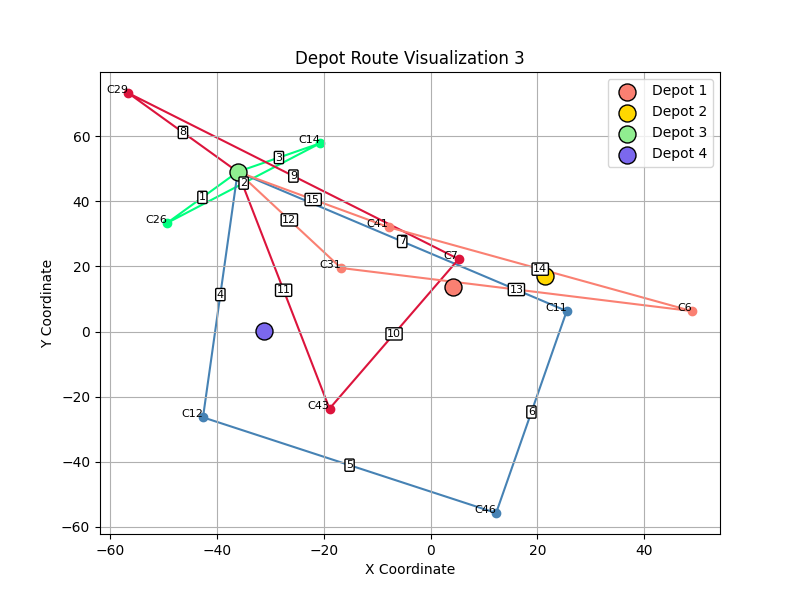 Depot Route Visualization 3
Depot 1
Depot 2
Depot 3
Depot 4
C29
8
C14
3
9
2
1
15
C26
12
C41
7
C7
C31
14
11
13
C11
C6
4
10
C43
C12
6
5
C46
60
40
20
0
−20
−40
−60
Y Coordinate
−60
−40
−20
0
20
40
X Coordinate